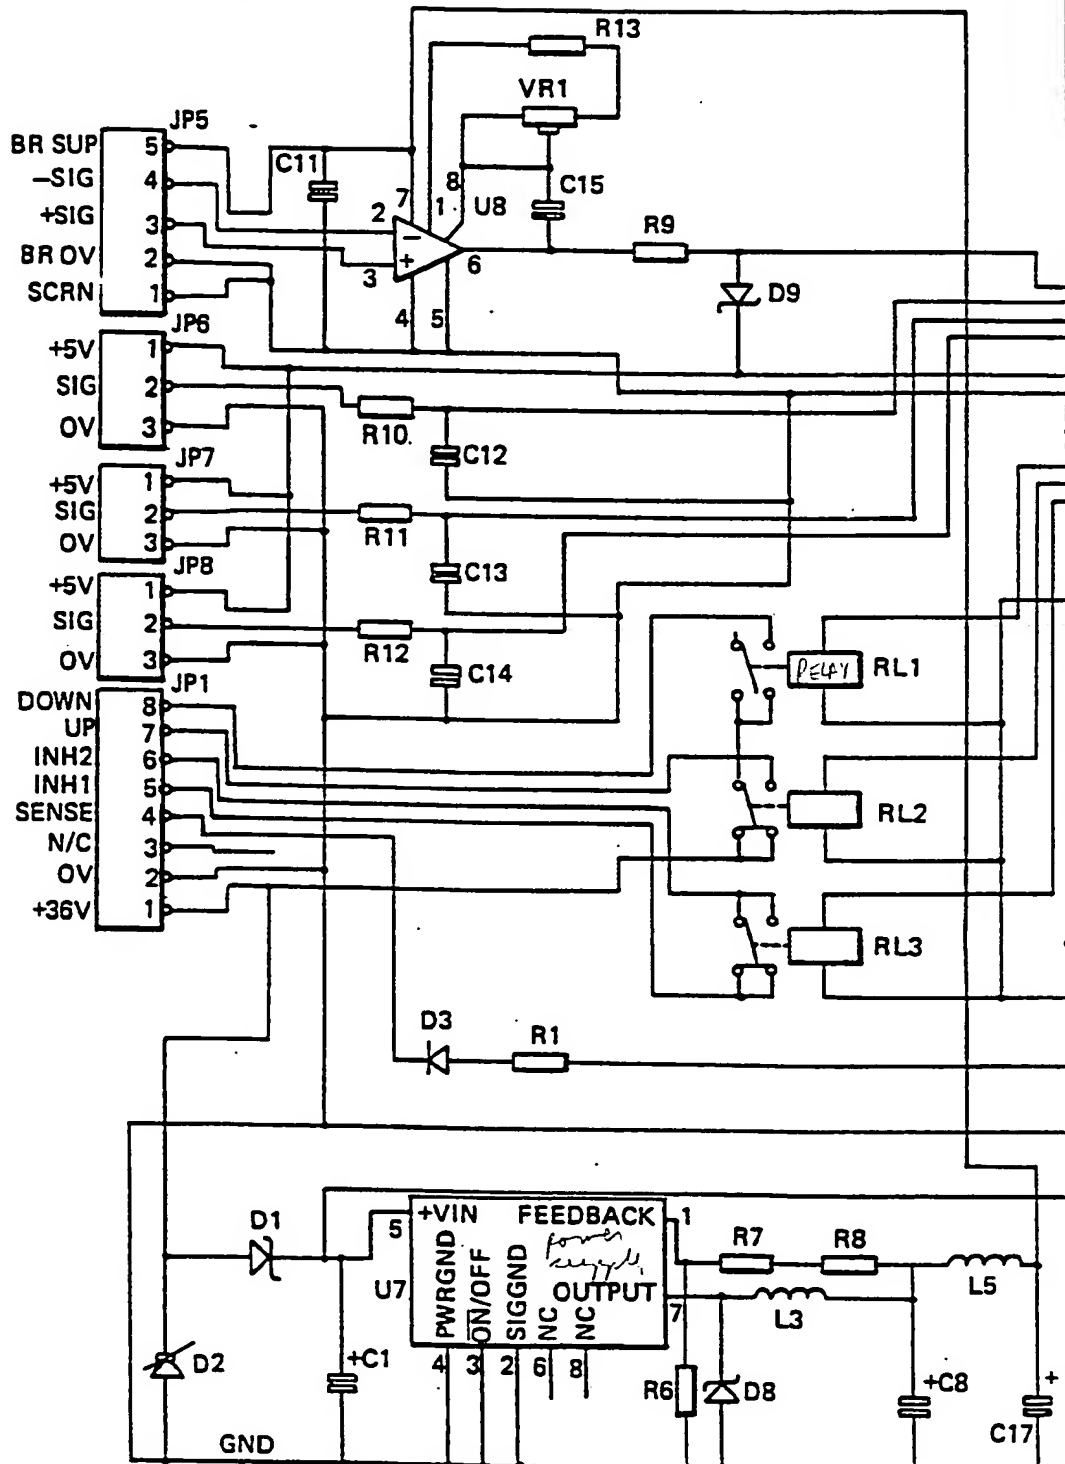 R13
VR1
JP5
BR SUP 5
C11
-SIG 4
8
C15
7
1
U8
+SIG 3
2
R9
-
+
6
BR OV 2
3
D9
SCRN 1
4 5
JP6
+5V 1
SIG 2
R10.
OV 3
C12
JP7
+5V 1
SIG 2
R11
OV 3
C13
JP8
+5V 1
SIG 2
R12
OV 3
C14
RELAY RL1
JP1
DOWN 8
UP 7
INH2 6
INH1 5
SENSE 4
RL2
N/C 3
OV 2
+36V 1
RL3
D3
R1
D1
5 +VIN FEEDBACK 1
power
supply
R7 R8
U7
OUTPUT 7
L5
L3
PWRGND
ON/OFF
SIGGND
NC
NC
4 3 2 6 8
D2
+C1
R6
D8
+C8
+
C17
GND